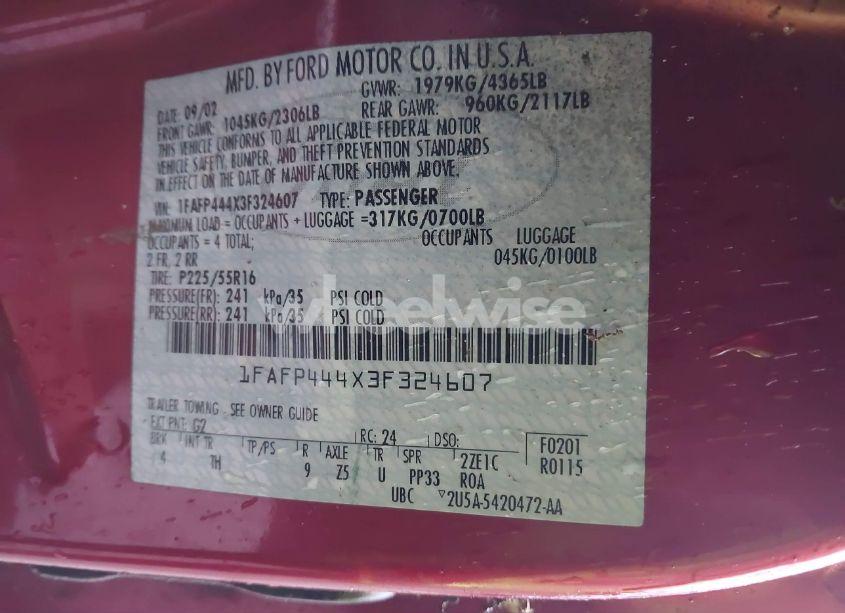 MFD. BY FORD MOTOR CO. IN U.S.A.
DATE: 09/02 GVWR: 1979KG/4365LB
FRONT GAWR: 1045KG/2306LB REAR GAWR: 960KG/2117LB
THIS VEHICLE CONFORMS TO ALL APPLICABLE FEDERAL MOTOR
VEHICLE SAFETY, BUMPER, AND THEFT PREVENTION STANDARDS
IN EFFECT ON THE DATE OF MANUFACTURE SHOWN ABOVE.
VIN: 1FAFP444X3F324607 TYPE: PASSENGER
MAXIMUM LOAD = OCCUPANTS + LUGGAGE = 317KG/0700LB
OCCUPANTS = 4 TOTAL; OCCUPANTS LUGGAGE
2 FR, 2 RR 045KG/0100LB
TIRE: P225/55R16
PRESSURE(FR): 241 kPa/35 PSI COLD
PRESSURE(RR): 241 kPa/35 PSI COLD
wheelwise
1FAFP444X3F324607
TRAILER TOWING - SEE OWNER GUIDE
EXT PNT: G2 RC: 24 DSO: F0201
BRK INT TR TP/PS R AXLE TR SPR 2ZE1C R0115
4 TH 9 Z5 U PP33 ROA
UBC ▽2U5A-5420472-AA